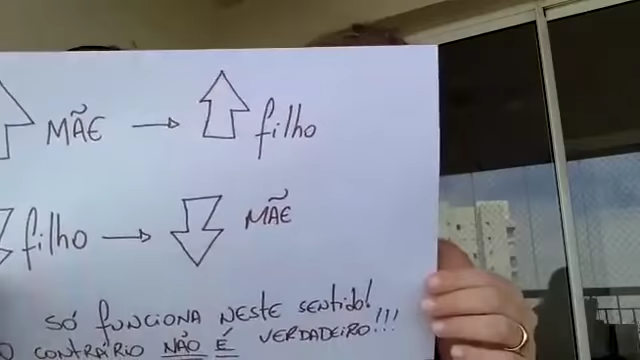 MÃE → filho
filho → MÃE
SÓ FUNCIONA NESTE SENTIDO!
O CONTRÁRIO NÃO É VERDADEIRO!!!